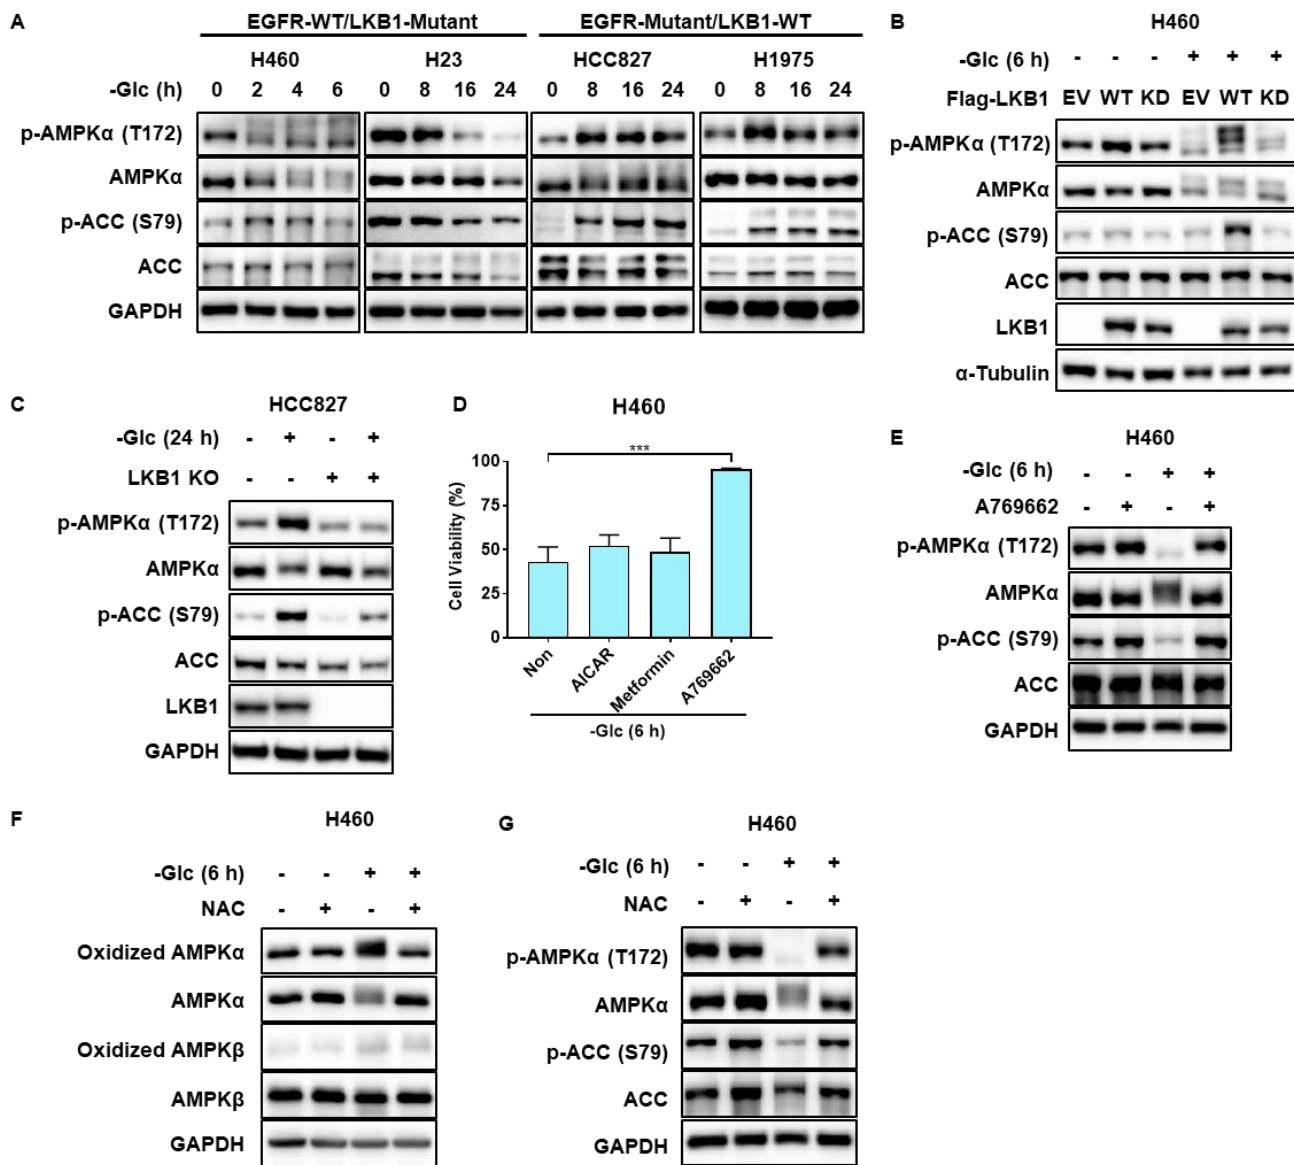 A
EGFR-WT/LKB1-Mutant EGFR-Mutant/LKB1-WT
H460 H23 HCC827 H1975
-Glc (h) 0 2 4 6 0 8 16 24 0 8 16 24 0 8 16 24
p-AMPKα (T172)
AMPKα
p-ACC (S79)
ACC
GAPDH
B
H460
-Glc (6 h) - - - + + +
Flag-LKB1 EV WT KD EV WT KD
p-AMPKα (T172)
AMPKα
p-ACC (S79)
ACC
LKB1
α-Tubulin
C
HCC827
-Glc (24 h) - + - +
LKB1 KO - - + +
p-AMPKα (T172)
AMPKα
p-ACC (S79)
ACC
LKB1
GAPDH
D
H460
***
Cell Viability (%)
100
75
50
25
0
Non AICAR Metformin A769662
-Glc (6 h)
E
H460
-Glc (6 h) - - + +
A769662 - + - +
p-AMPKα (T172)
AMPKα
p-ACC (S79)
ACC
GAPDH
F
H460
-Glc (6 h) - - + +
NAC - + - +
Oxidized AMPKα
AMPKα
Oxidized AMPKβ
AMPKβ
GAPDH
G
H460
-Glc (6 h) - - + +
NAC - + - +
p-AMPKα (T172)
AMPKα
p-ACC (S79)
ACC
GAPDH